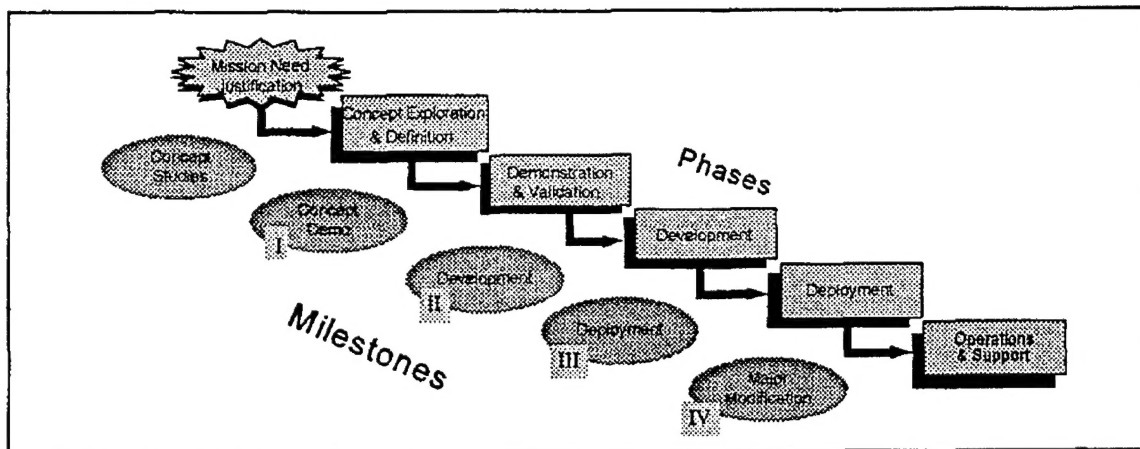 Mission Need
Justification
Concept Exploration
& Definition
Concept
Studies
Demonstration
& Validation
Phases
Concept
Demo
I
Development
Development
II
Deployment
Milestones
Deployment
III
Operations
& Support
Major
Modification
IV